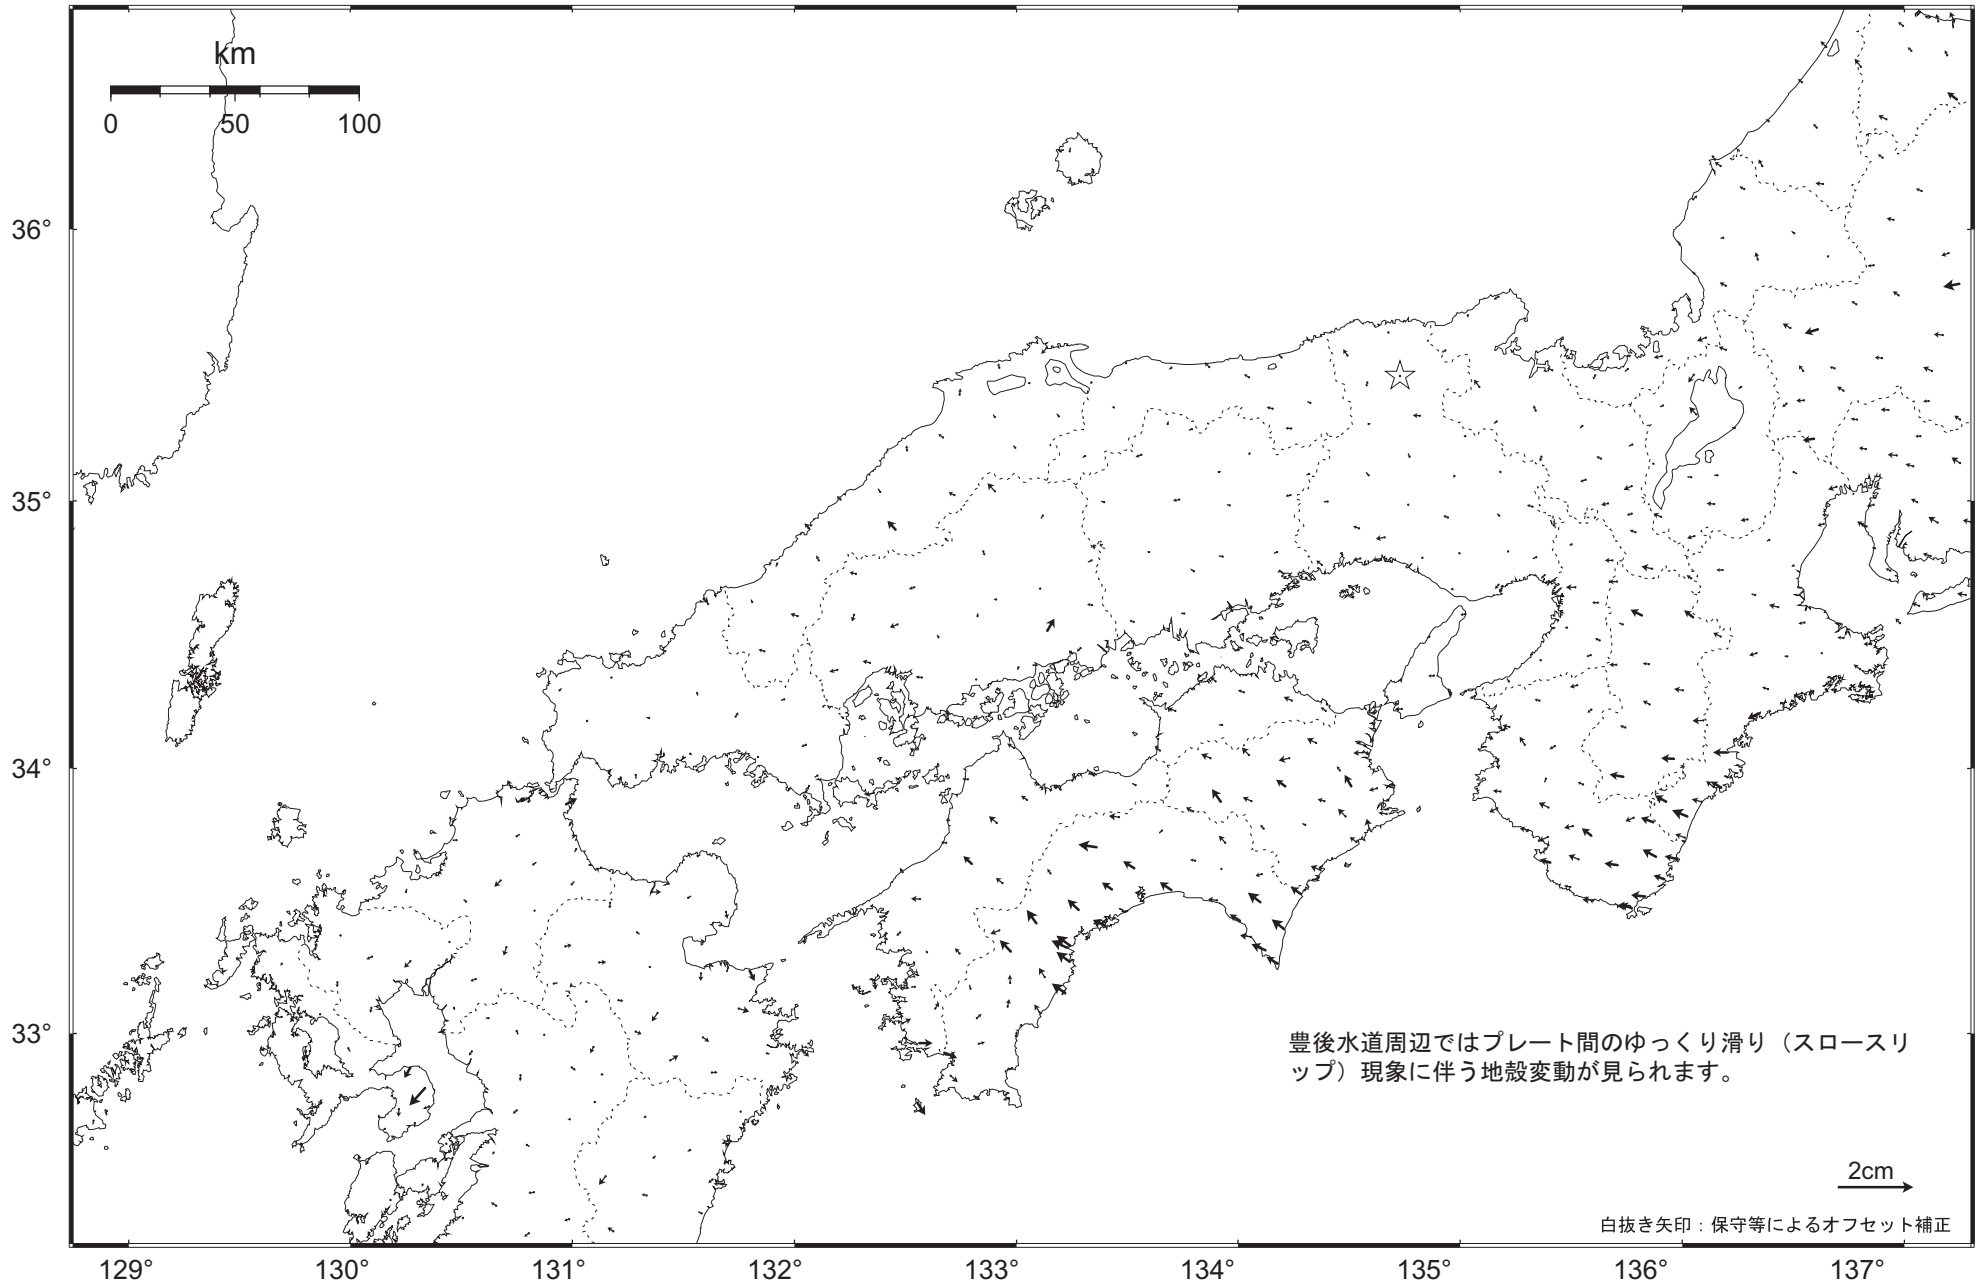 km
0 50 100
36°
35°
34°
33°
豊後水道周辺ではプレート間のゆっくり滑り（スロースリ
ップ）現象に伴う地殻変動が見られます。
2cm
白抜き矢印：保守等によるオフセット補正
129° 130° 131° 132° 133° 134° 135° 136° 137°